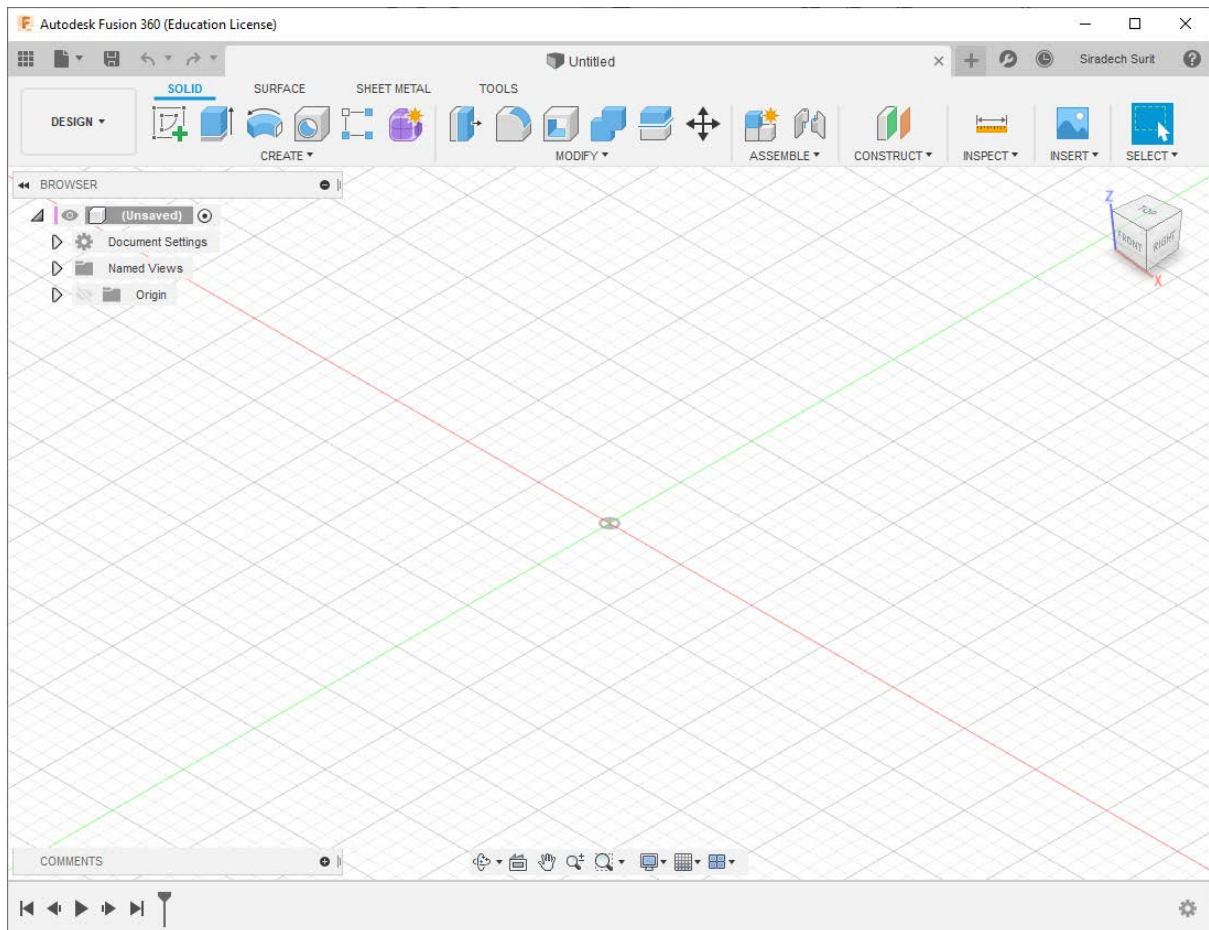 Autodesk Fusion 360 (Education License)
Untitled
Siradech Surit
SOLID SURFACE SHEET METAL TOOLS
DESIGN
CREATE MODIFY ASSEMBLE CONSTRUCT INSPECT INSERT SELECT
BROWSER
(Unsaved)
Document Settings
Named Views
Origin
Z
TOP
FRONT
RIGHT
X
COMMENTS